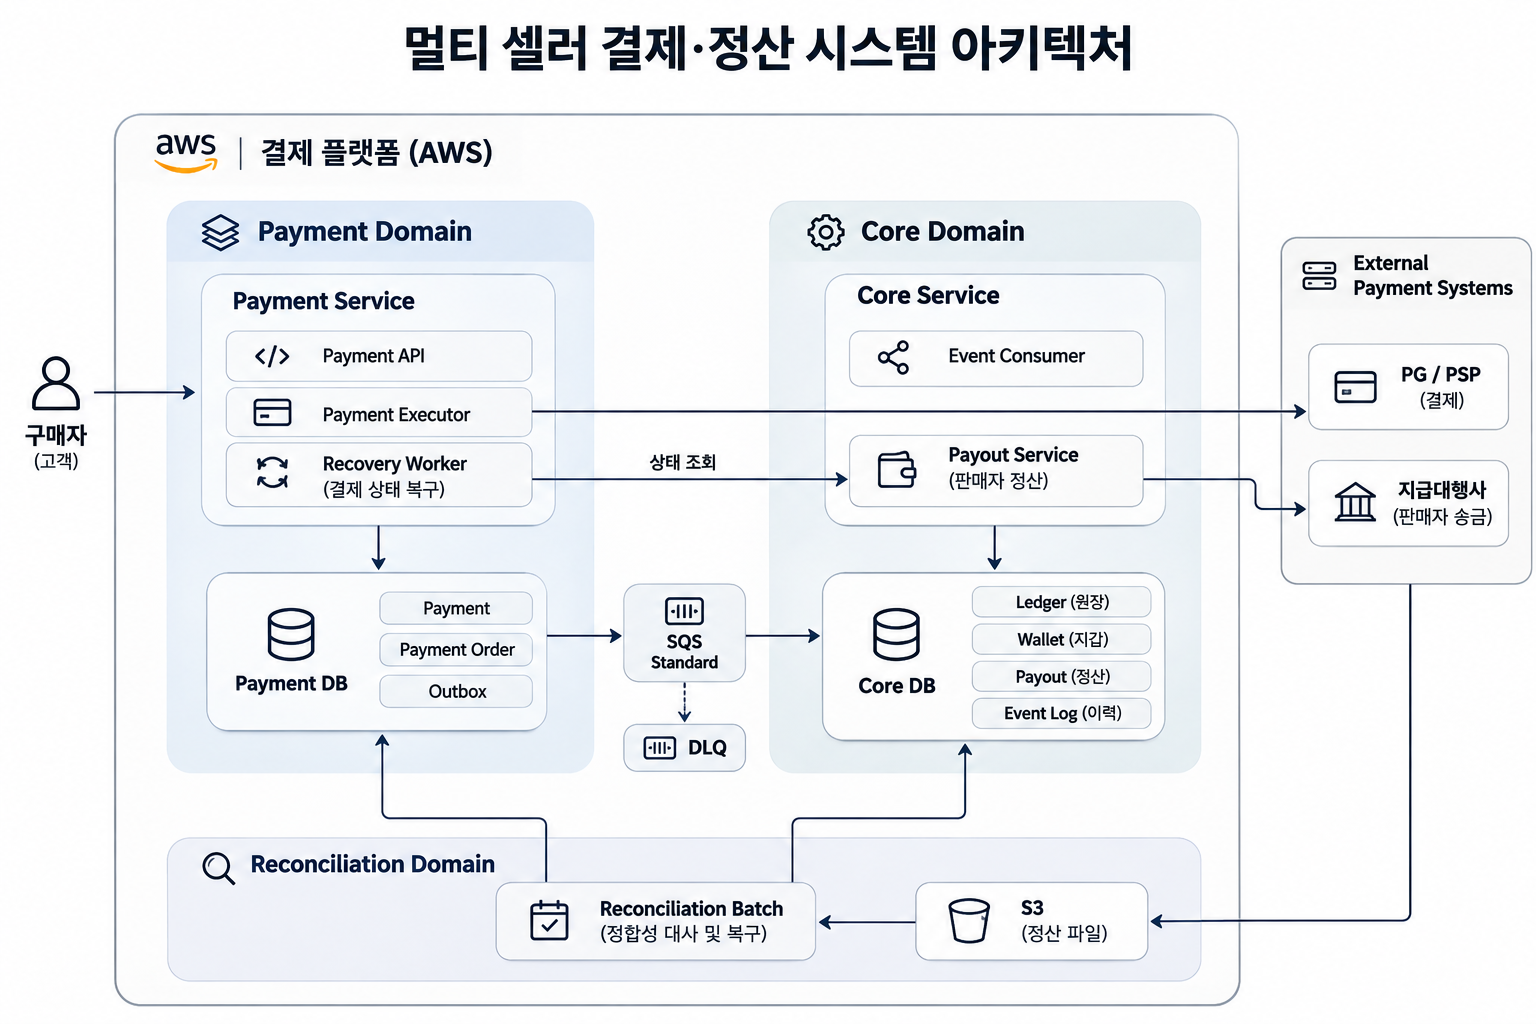 멀티 셀러 결제·정산 시스템 아키텍처
aws | 결제 플랫폼 (AWS)
Payment Domain
Payment Service
</> Payment API
Payment Executor
Recovery Worker
(결제 상태 복구)
구매자
(고객)
상태 조회
Core Domain
Core Service
Event Consumer
Payout Service
(판매자 정산)
External
Payment Systems
PG / PSP
(결제)
지급대행사
(판매자 송금)
Payment DB
Payment
Payment Order
Outbox
SQS
Standard
DLQ
Core DB
Ledger (원장)
Wallet (지갑)
Payout (정산)
Event Log (이력)
Reconciliation Domain
Reconciliation Batch
(정합성 대사 및 복구)
S3
(정산 파일)